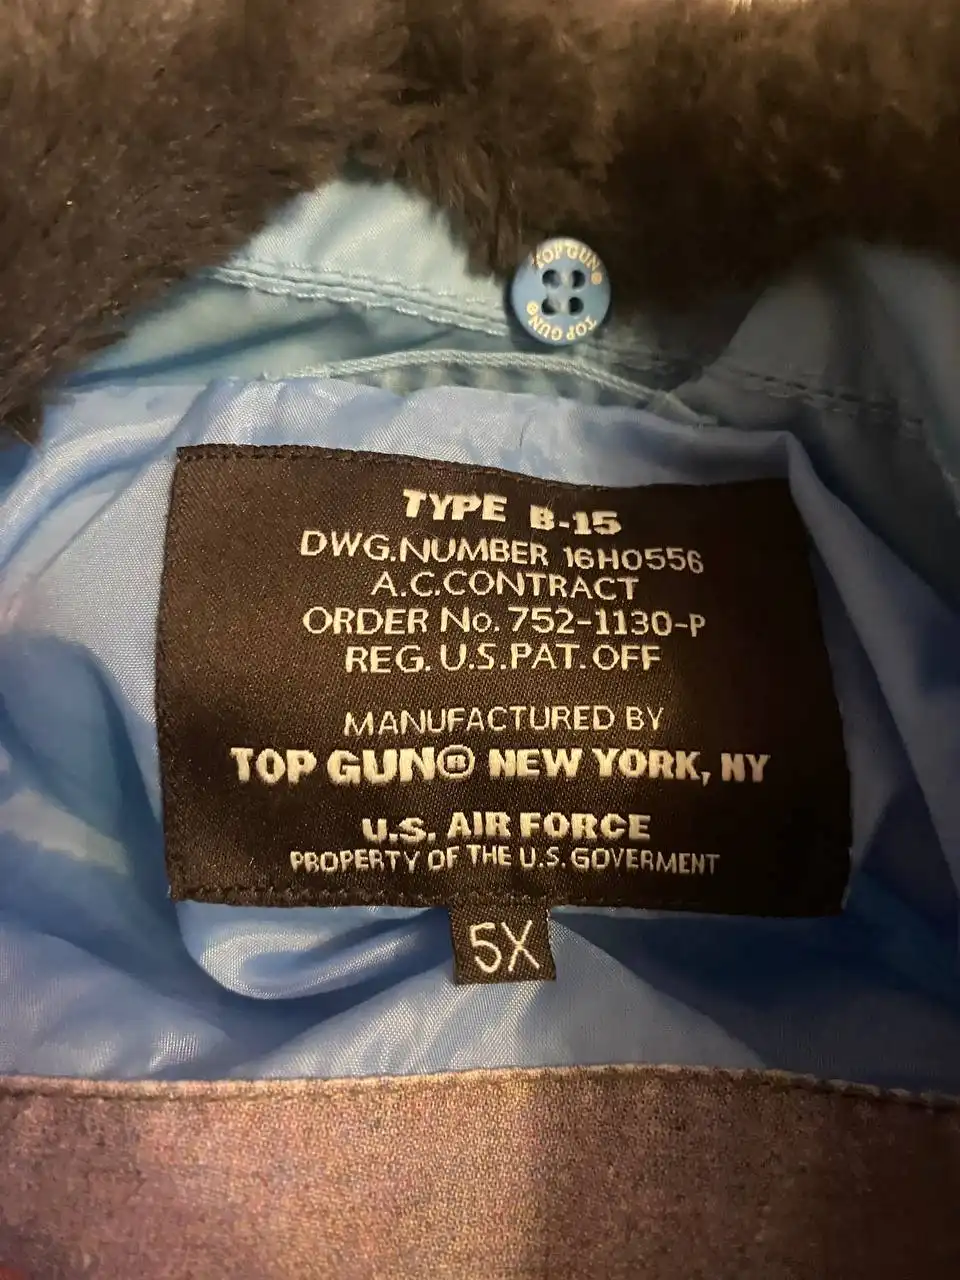 TOP GUN®
TOP GUN®
TYPE B-15
DWG.NUMBER 16H0556
A.C.CONTRACT
ORDER No. 752-1130-P
REG. U.S.PAT. OFF
MANUFACTURED BY
TOP GUN® NEW YORK, NY
U.S. AIR FORCE
PROPERTY OF THE U.S. GOVERMENT
5X